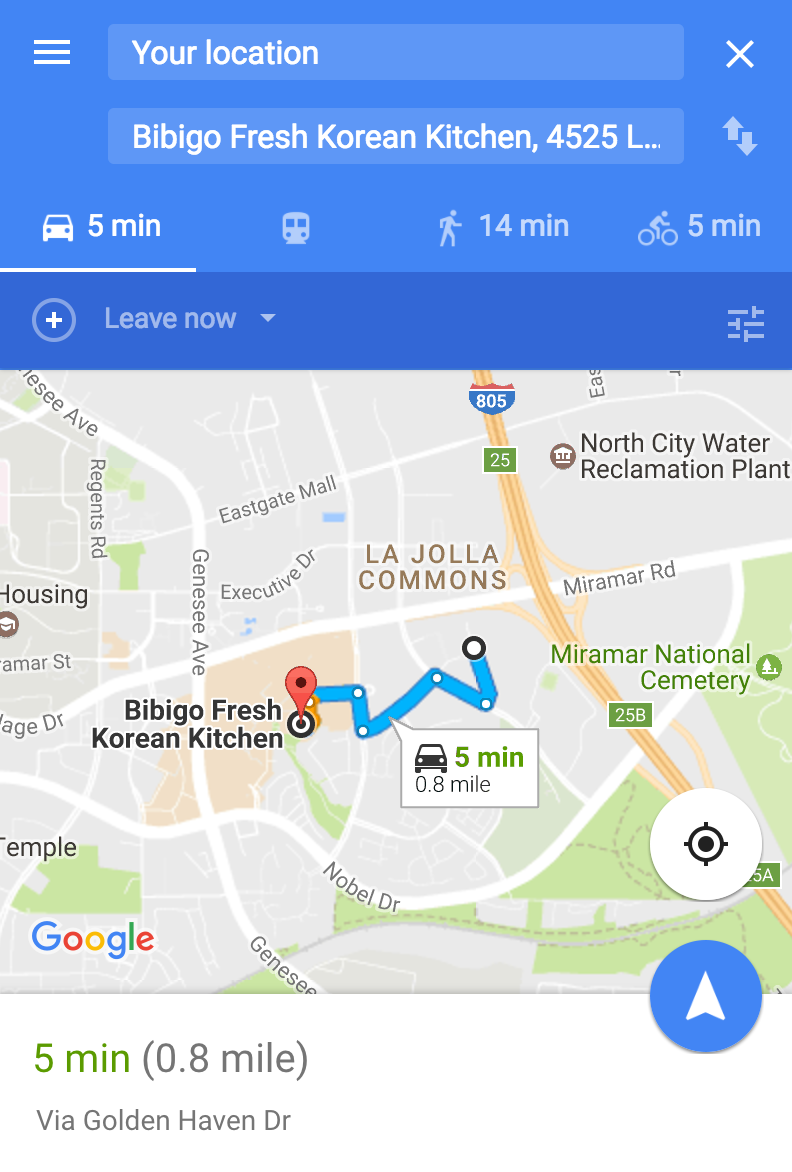 Your location
Bibigo Fresh Korean Kitchen, 4525 L...
5 min
14 min
5 min
Leave now
nesee Ave
805
Eas
25
North City Water
Reclamation Plant
Regents Rd
Eastgate Mall
LA JOLLA
COMMONS
Executive Dr
Miramar Rd
Housing
Genesee Ave
amar St
Miramar National
Cemetery
lage Dr
Bibigo Fresh
Korean Kitchen
25B
5 min
0.8 mile
Temple
Nobel Dr
25A
Google
Genesee
5 min (0.8 mile)
Via Golden Haven Dr